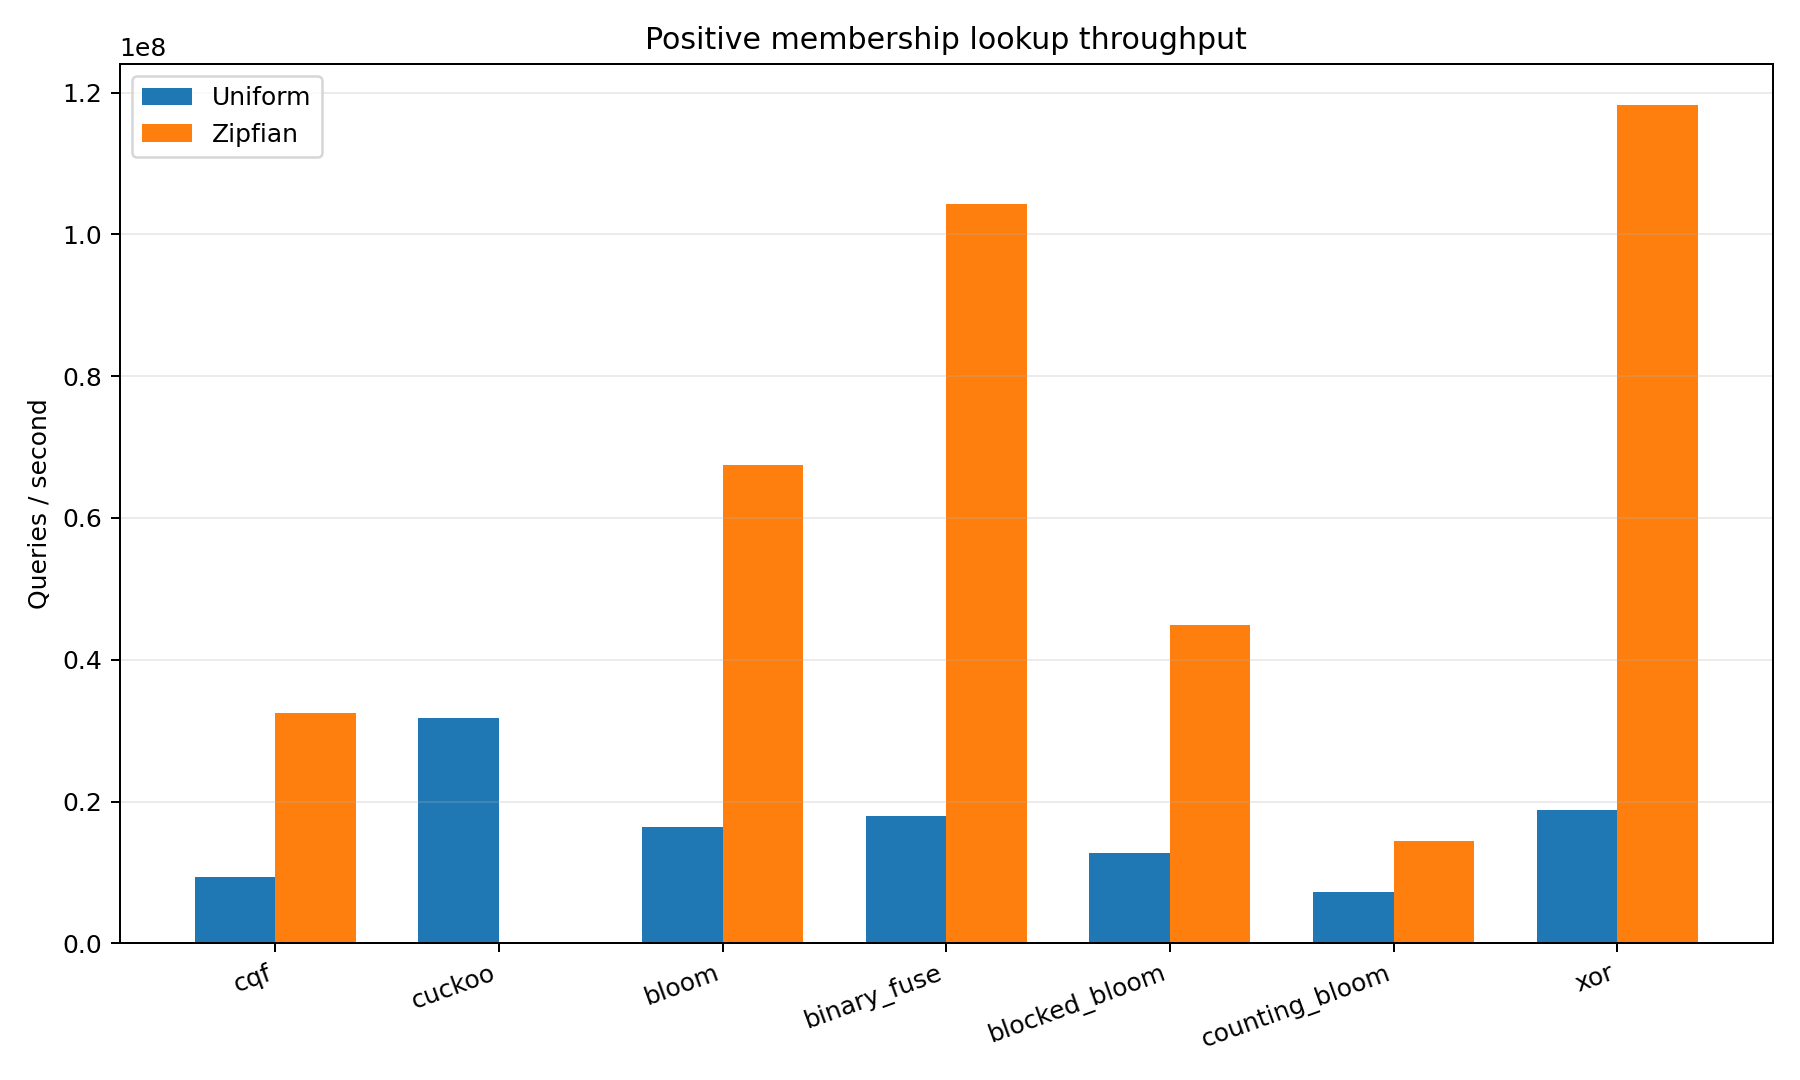 Positive membership lookup throughput
1e8
Uniform
Zipfian
Queries / second
1.2
1.0
0.8
0.6
0.4
0.2
0.0
cqf
cuckoo
bloom
binary_fuse
blocked_bloom
counting_bloom
xor